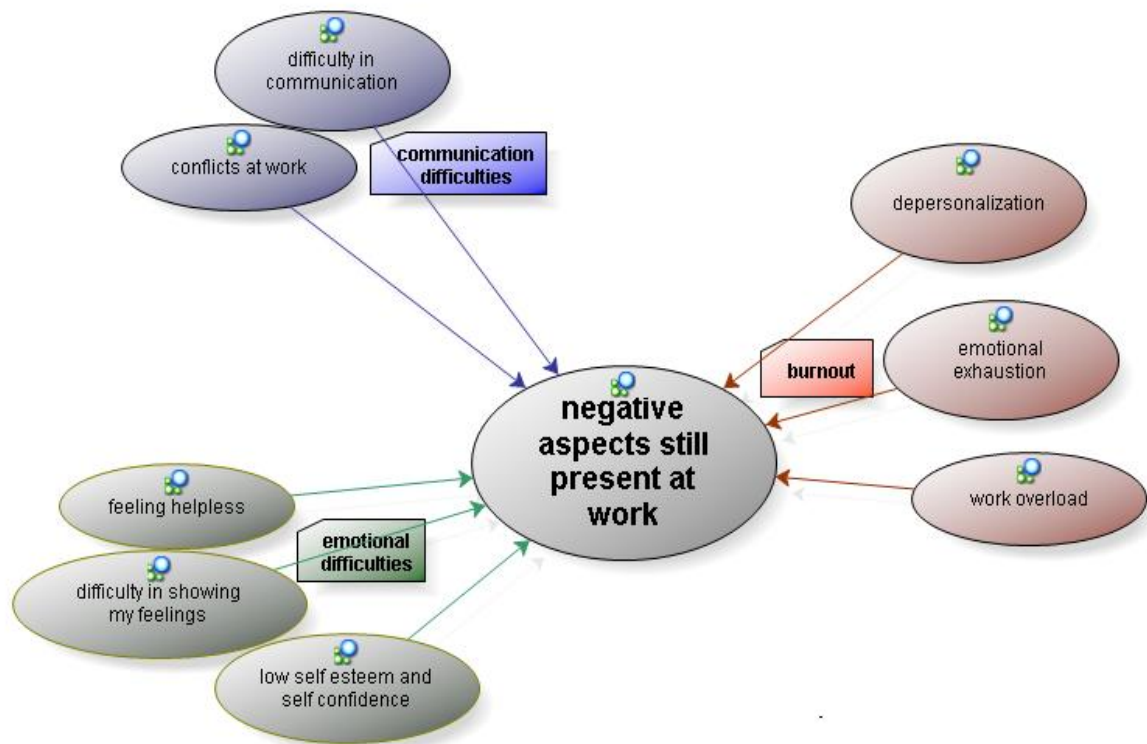 difficulty in
communication
conflicts at work
communication
difficulties
depersonalization
emotional
exhaustion
burnout
work overload
negative
aspects still
present at
work
feeling helpless
emotional
difficulties
difficulty in showing
my feelings
low self esteem and
self confidence